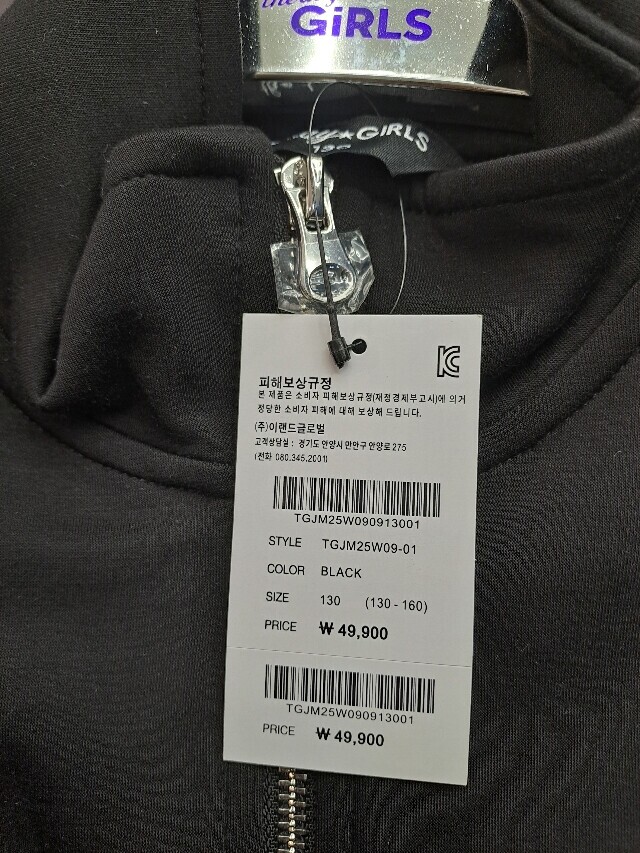 GiRLS
GIRLS
피해보상규정
본 제품은 소비자 피해보상규정(재정경제부고시)에 의거
정당한 소비자 피해에 대해 보상해 드립니다.
(주)이랜드글로벌
고객상담실 : 경기도 안양시 만안구 안양로 275
(전화 080.345.2001)
TGJM25W090913001
STYLE TGJM25W09-01
COLOR BLACK
SIZE 130 (130 - 160)
PRICE ₩ 49,900
TGJM25W090913001
PRICE ₩ 49,900